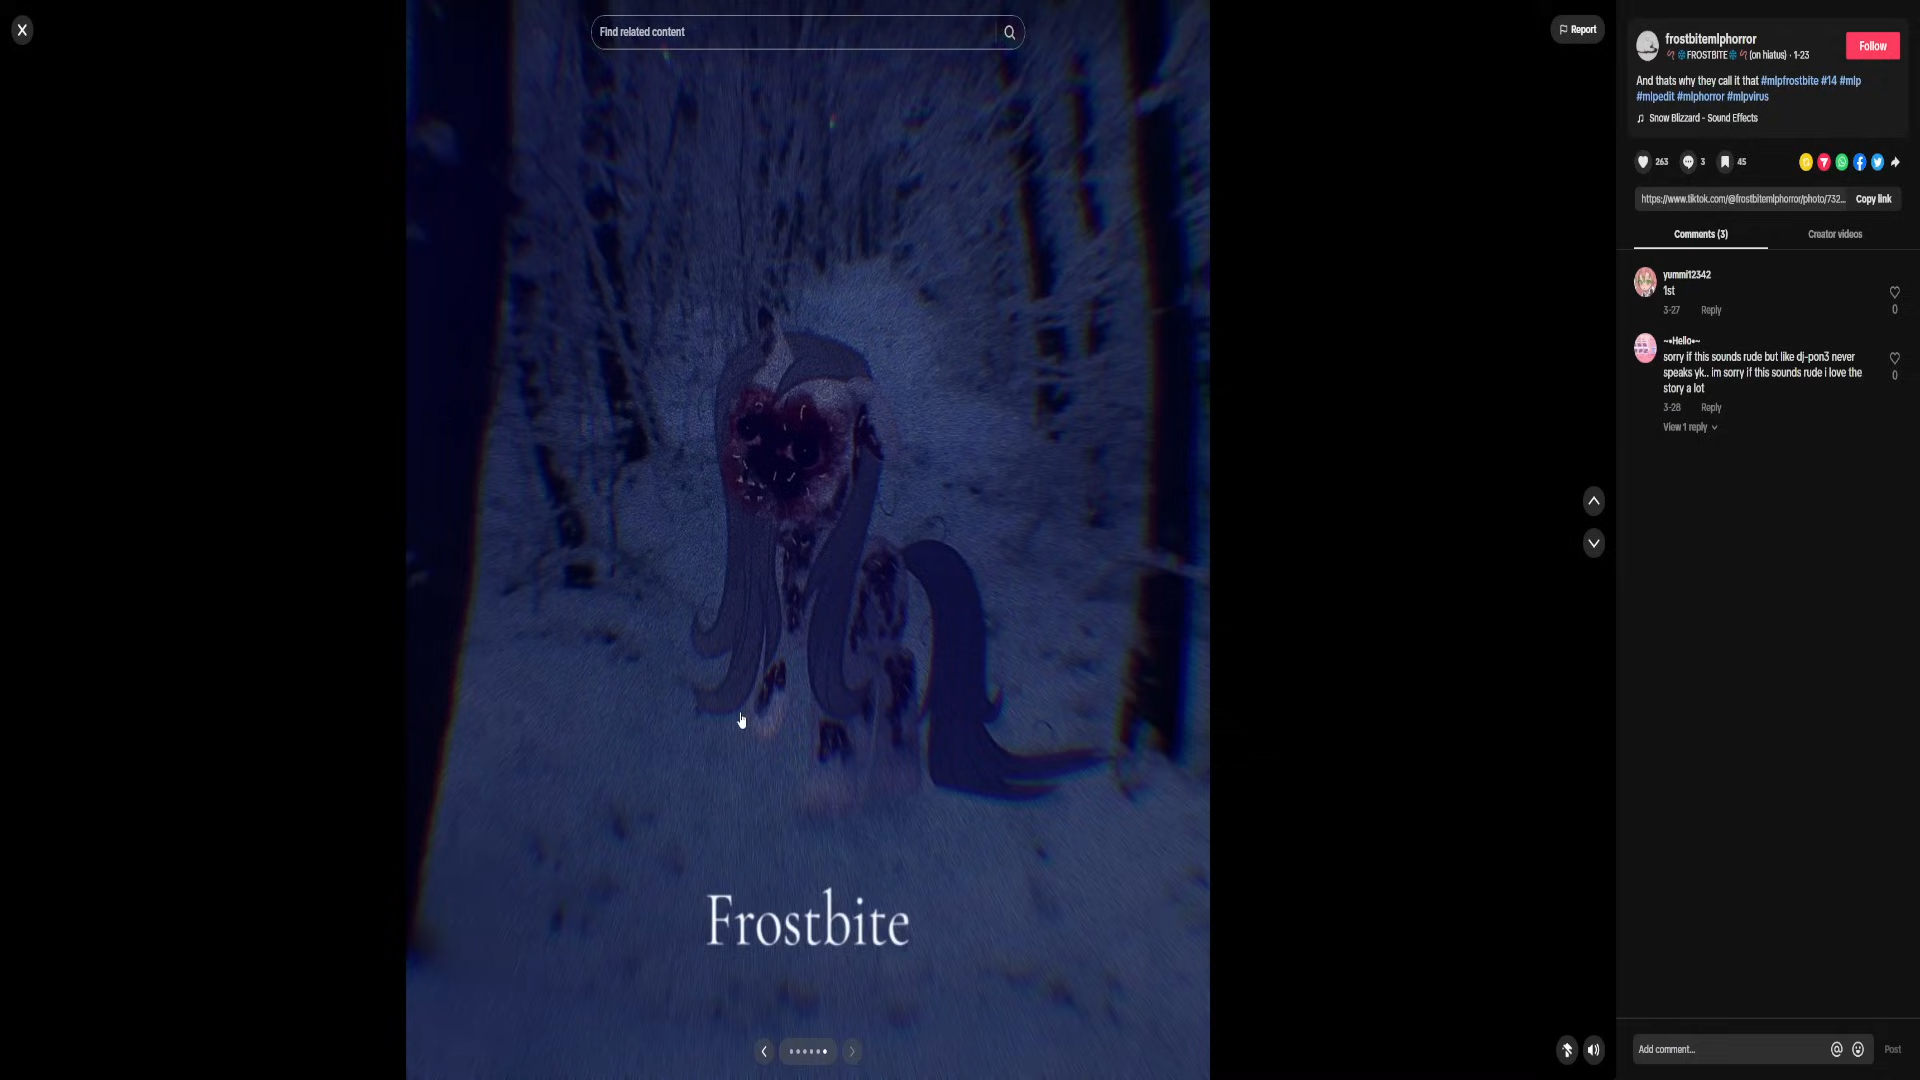 Find related content
Report
frostbitemlphorror
FROSTBITE (on hiatus) · 1-23
Follow
And thats why they call it that #mlpfrostbite #14 #mlp
#mlpedit #mlphorror #mlpvirus
Snow Blizzard - Sound Effects
263
3
45
https://www.tiktok.com/@frostbitemlphorror/photo/732...
Copy link
Comments (3)
Creator videos
yummi12342
1st
3-27 Reply
0
~•Hello•~
sorry if this sounds rude but like dj-pon3 never
speaks yk.. im sorry if this sounds rude i love the
story a lot
0
3-28 Reply
View 1 reply
Frostbite
Add comment...
Post